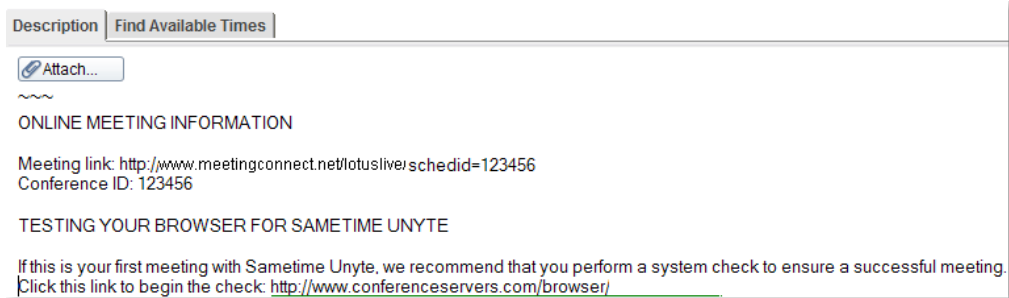 Description Find Available Times
Attach...
~~~
ONLINE MEETING INFORMATION
Meeting link: http://www.meetingconnect.net/lotuslive/schedid=123456
Conference ID: 123456
TESTING YOUR BROWSER FOR SAMETIME UNYTE
If this is your first meeting with Sametime Unyte, we recommend that you perform a system check to ensure a successful meeting.
Click this link to begin the check: http://www.conferenceservers.com/browser/